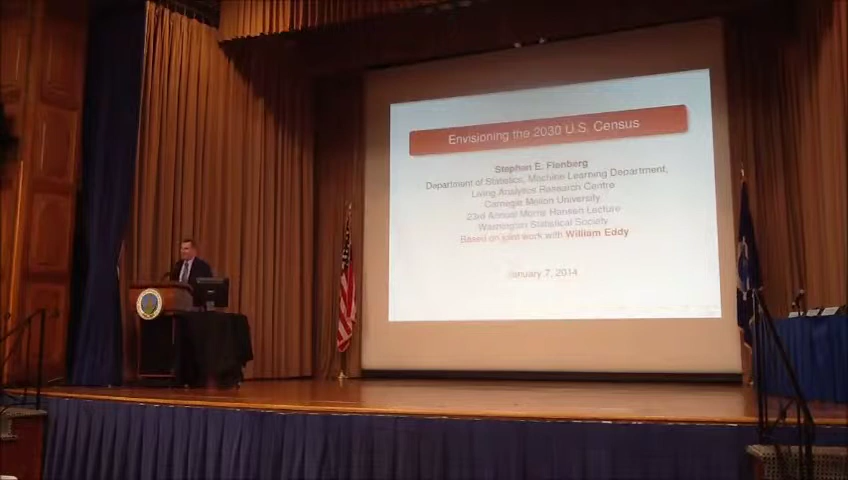 Envisioning the 2030 U.S. Census
Stephen E. Fienberg
Department of Statistics, Machine Learning Department,
Living Analytics Research Centre
Carnegie Mellon University
23rd Annual Morris Hansen Lecture
Washington Statistical Society
Based on joint work with William Eddy
January 7, 2014